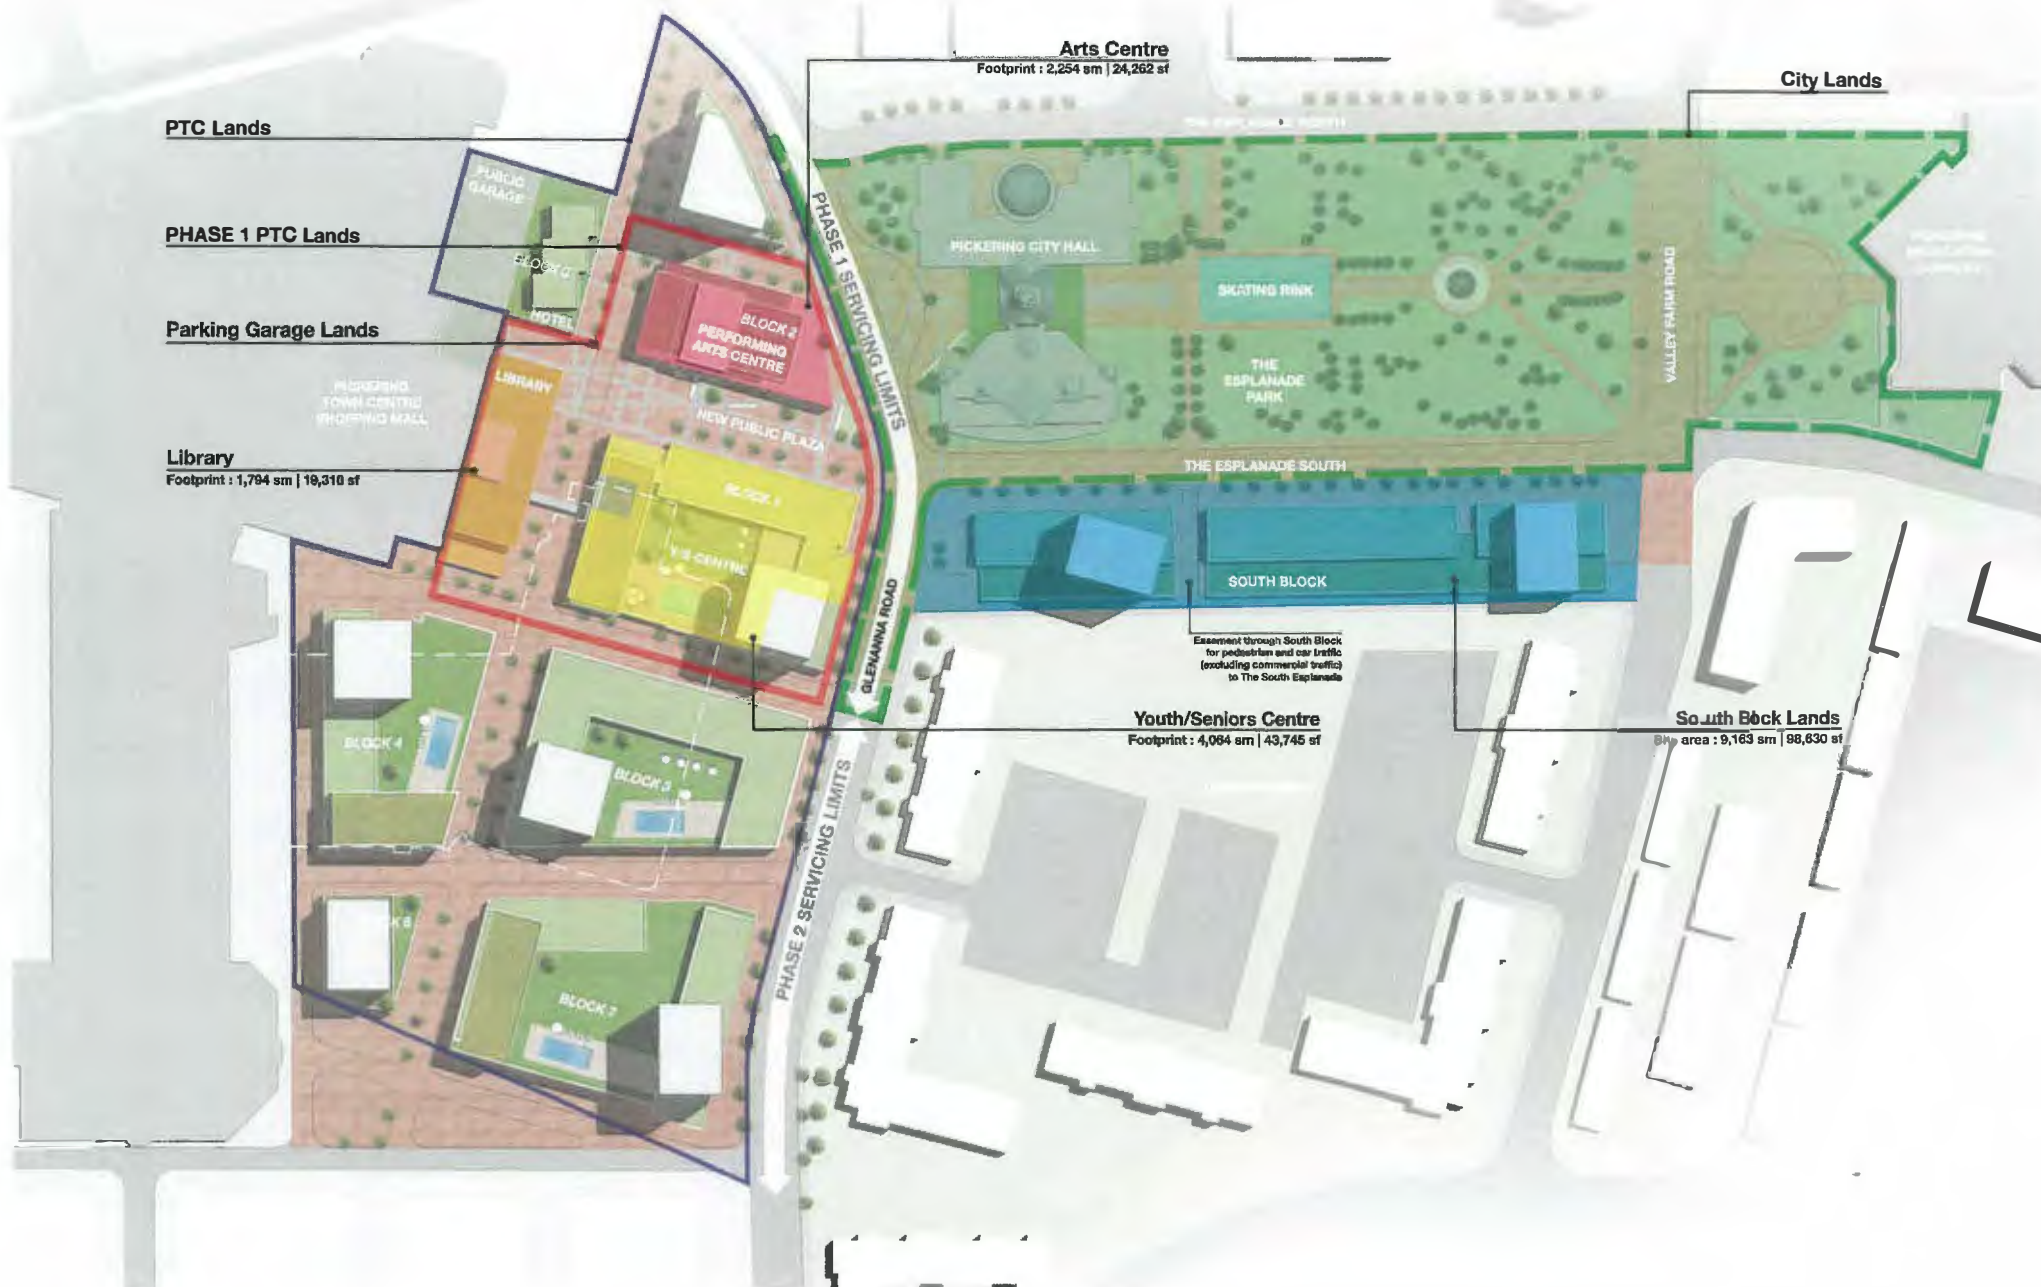 Arts Centre
Footprint : 2,254 sm | 24,262 sf
City Lands
PTC Lands
THE ESPLANADE NORTH
PUBLIC
GARAGE
PHASE 1 SERVICING LIMITS
PHASE 1 PTC Lands
PICKERING CITY HALL
BLOCK
HOTEL
SKATING RINK
VALLEY FARM ROAD
Parking Garage Lands
BLOCK 2
PERFORMING
ARTS CENTRE
LIBRARY
THE
ESPLANADE
PARK
PICKERING
TOWN CENTRE
SHOPPING MALL
NEW PUBLIC PLAZA
Library
Footprint : 1,794 sm | 19,310 sf
THE ESPLANADE SOUTH
BLOCK 1
Y/S CENTRE
SOUTH BLOCK
GLENANNA ROAD
Easement through South Block
for pedestrian and car traffic
(excluding commercial traffic)
to The South Esplanade
Youth/Seniors Centre
Footprint : 4,064 sm | 43,745 sf
So_uth Bock Lands
area : 9,163 sm | 98,630 sf
BLOCK 4
BLOCK 3
PHASE 2 SERVICING LIMITS
BLOCK 7